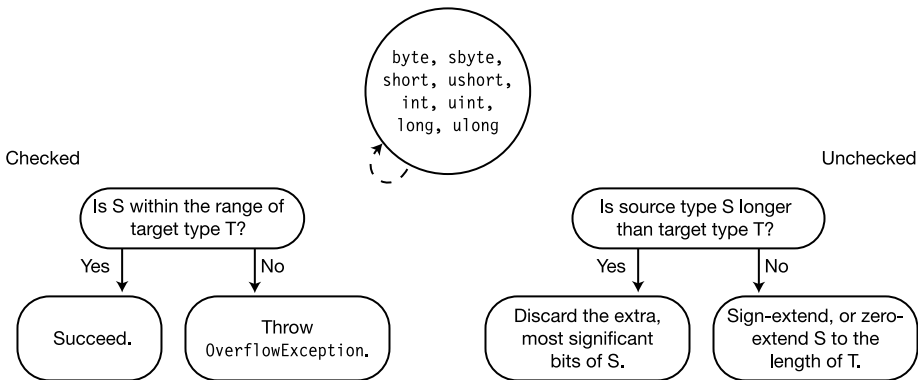 byte, sbyte,
short, ushort,
int, uint,
long, ulong
Checked
Unchecked
Is S within the range of
target type T?
Yes
No
Succeed.
Throw
OverflowException.
Is source type S longer
than target type T?
Yes
No
Discard the extra,
most significant
bits of S.
Sign-extend, or zero-
extend S to the
length of T.